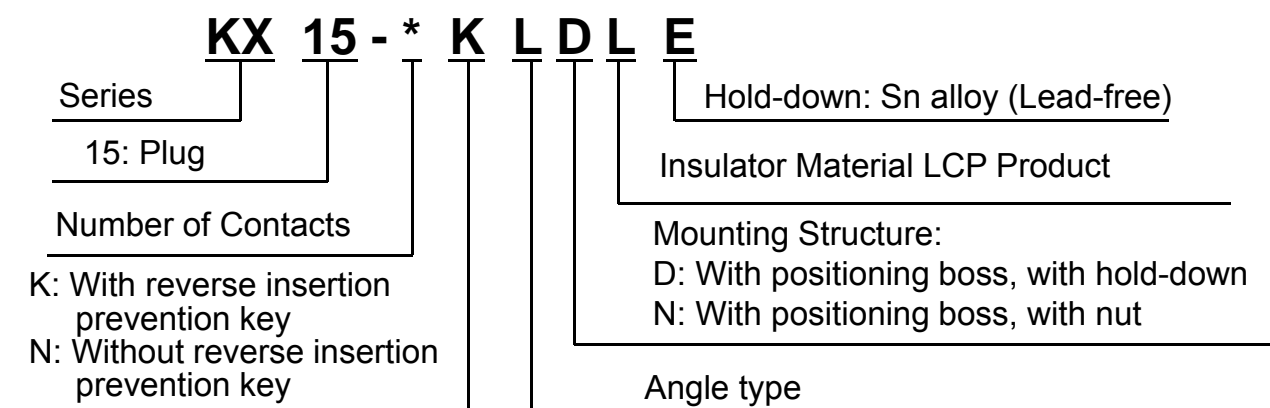 KX 15 - * K L D L E
Series
Hold-down: Sn alloy (Lead-free)
15: Plug
Insulator Material LCP Product
Number of Contacts
Mounting Structure:
D: With positioning boss, with hold-down
N: With positioning boss, with nut
K: With reverse insertion
prevention key
N: Without reverse insertion
prevention key
Angle type